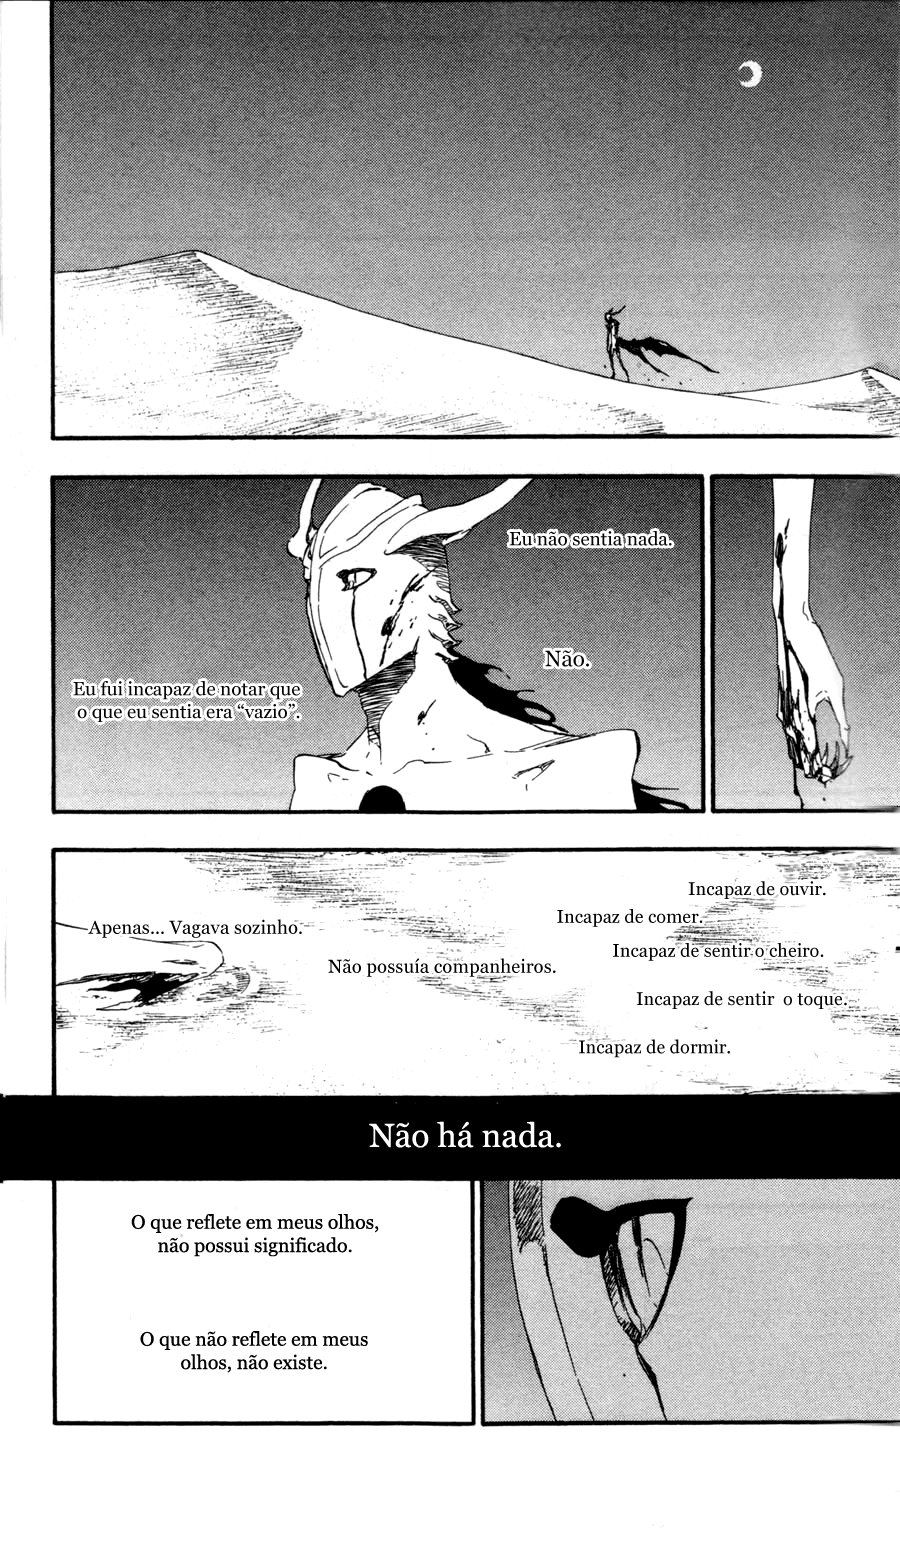 Eu não sentia nada.
Não.
Eu fui incapaz de notar que
o que eu sentia era “vazio”.
Incapaz de ouvir.
Incapaz de comer.
Incapaz de sentir o cheiro.
Incapaz de sentir o toque.
Incapaz de dormir.
Não possuía companheiros.
Apenas... Vagava sozinho.
Não há nada.
O que reflete em meus olhos,
não possui significado.
O que não reflete em meus
olhos, não existe.